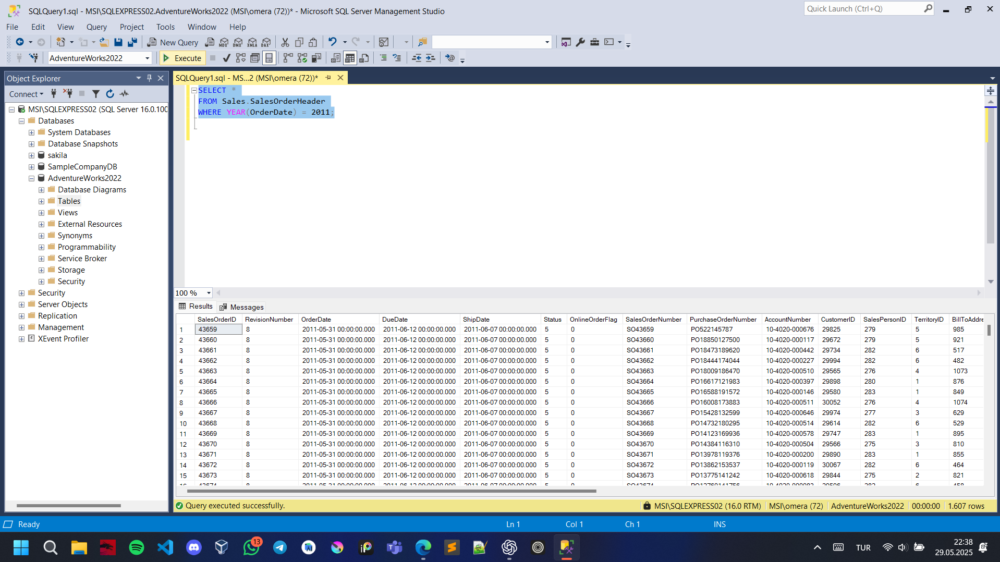 SQLQuery1.sql - MSI\SQLEXPRESS02.AdventureWorks2022 (MSI\omera (72))* - Microsoft SQL Server Management Studio
Quick Launch (Ctrl+Q)
File Edit View Query Project Tools Window Help
New Query
MDX DMX XMLA DAX
AdventureWorks2022
Execute
Object Explorer
SQLQuery1.sql - MS...2 (MSI\omera (72))*
Connect
MSI\SQLEXPRESS02 (SQL Server 16.0.100
Databases
System Databases
Database Snapshots
sakila
SampleCompanyDB
AdventureWorks2022
Database Diagrams
Tables
Views
External Resources
Synonyms
Programmability
Service Broker
Storage
Security
Security
Server Objects
Replication
Management
XEvent Profiler
SELECT *
FROM Sales.SalesOrderHeader
WHERE YEAR(OrderDate) = 2011;
100 %
Results Messages
SalesOrderID RevisionNumber OrderDate DueDate ShipDate Status OnlineOrderFlag SalesOrderNumber PurchaseOrderNumber AccountNumber CustomerID SalesPersonID TerritoryID BillToAddre
1 43659 8 2011-05-31 00:00:00.000 2011-06-12 00:00:00.000 2011-06-07 00:00:00.000 5 0 SO43659 PO522145787 10-4020-000676 29825 279 5 985
2 43660 8 2011-05-31 00:00:00.000 2011-06-12 00:00:00.000 2011-06-07 00:00:00.000 5 0 SO43660 PO18850127500 10-4020-000117 29672 279 5 921
3 43661 8 2011-05-31 00:00:00.000 2011-06-12 00:00:00.000 2011-06-07 00:00:00.000 5 0 SO43661 PO18473189620 10-4020-000442 29734 282 6 517
4 43662 8 2011-05-31 00:00:00.000 2011-06-12 00:00:00.000 2011-06-07 00:00:00.000 5 0 SO43662 PO18444174044 10-4020-000227 29994 282 6 482
5 43663 8 2011-05-31 00:00:00.000 2011-06-12 00:00:00.000 2011-06-07 00:00:00.000 5 0 SO43663 PO18009186470 10-4020-000510 29565 276 4 1073
6 43664 8 2011-05-31 00:00:00.000 2011-06-12 00:00:00.000 2011-06-07 00:00:00.000 5 0 SO43664 PO16617121983 10-4020-000397 29898 280 1 876
7 43665 8 2011-05-31 00:00:00.000 2011-06-12 00:00:00.000 2011-06-07 00:00:00.000 5 0 SO43665 PO16588191572 10-4020-000146 29580 283 1 849
8 43666 8 2011-05-31 00:00:00.000 2011-06-12 00:00:00.000 2011-06-07 00:00:00.000 5 0 SO43666 PO16008173883 10-4020-000511 30052 276 4 1074
9 43667 8 2011-05-31 00:00:00.000 2011-06-12 00:00:00.000 2011-06-07 00:00:00.000 5 0 SO43667 PO15428132599 10-4020-000646 29974 277 3 629
10 43668 8 2011-05-31 00:00:00.000 2011-06-12 00:00:00.000 2011-06-07 00:00:00.000 5 0 SO43668 PO14732180295 10-4020-000514 29614 282 6 529
11 43669 8 2011-05-31 00:00:00.000 2011-06-12 00:00:00.000 2011-06-07 00:00:00.000 5 0 SO43669 PO14123169936 10-4020-000578 29747 283 1 895
12 43670 8 2011-05-31 00:00:00.000 2011-06-12 00:00:00.000 2011-06-07 00:00:00.000 5 0 SO43670 PO14384116310 10-4020-000504 29566 275 3 810
13 43671 8 2011-05-31 00:00:00.000 2011-06-12 00:00:00.000 2011-06-07 00:00:00.000 5 0 SO43671 PO13978119376 10-4020-000200 29890 283 1 855
14 43672 8 2011-05-31 00:00:00.000 2011-06-12 00:00:00.000 2011-06-07 00:00:00.000 5 0 SO43672 PO13862153537 10-4020-000119 30067 282 6 464
15 43673 8 2011-05-31 00:00:00.000 2011-06-12 00:00:00.000 2011-06-07 00:00:00.000 5 0 SO43673 PO13775141242 10-4020-000618 29844 275 2 821
Query executed successfully. MSI\SQLEXPRESS02 (16.0 RTM) MSI\omera (72) AdventureWorks2022 00:00:00 1.607 rows
Ready Ln 1 Col 1 Ch 1 INS
13
TUR
22:38
29.05.2025